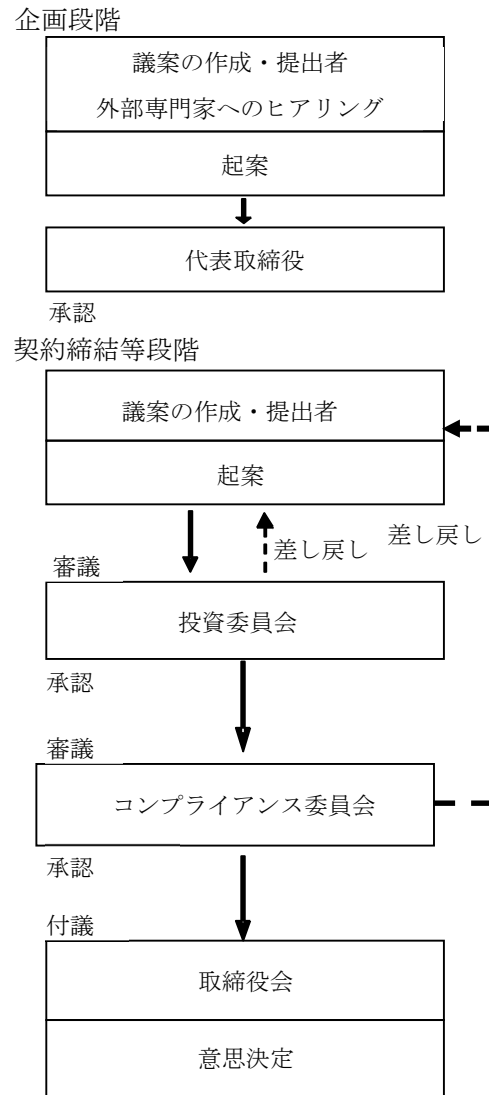 企画段階
議案の作成・提出者
外部専門家へのヒアリング
起案
代表取締役
承認
契約締結等段階
議案の作成・提出者
起案
差し戻し
差し戻し
審議
投資委員会
承認
審議
コンプライアンス委員会
承認
付議
取締役会
意思決定